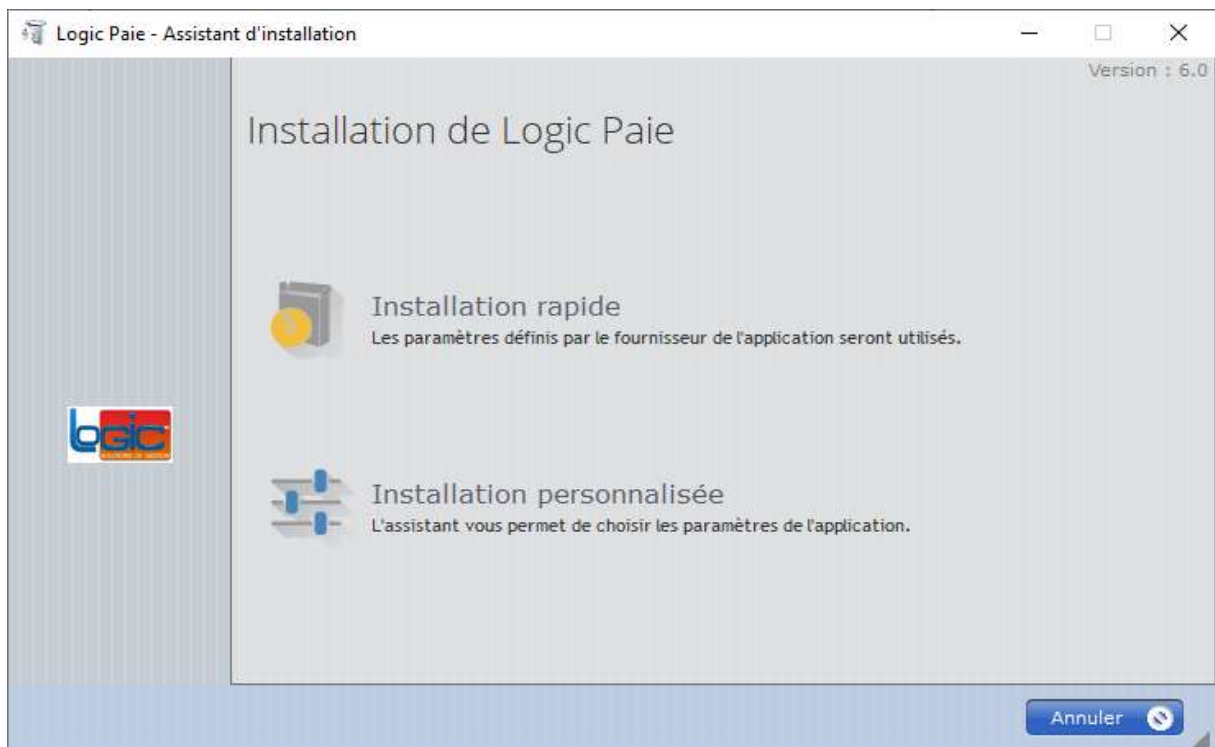 Logic Paie - Assistant d'installation
Version : 6.0
Installation de Logic Paie
Installation rapide
Les paramètres définis par le fournisseur de l'application seront utilisés.
logic
Installation personnalisée
L'assistant vous permet de choisir les paramètres de l'application.
Annuler